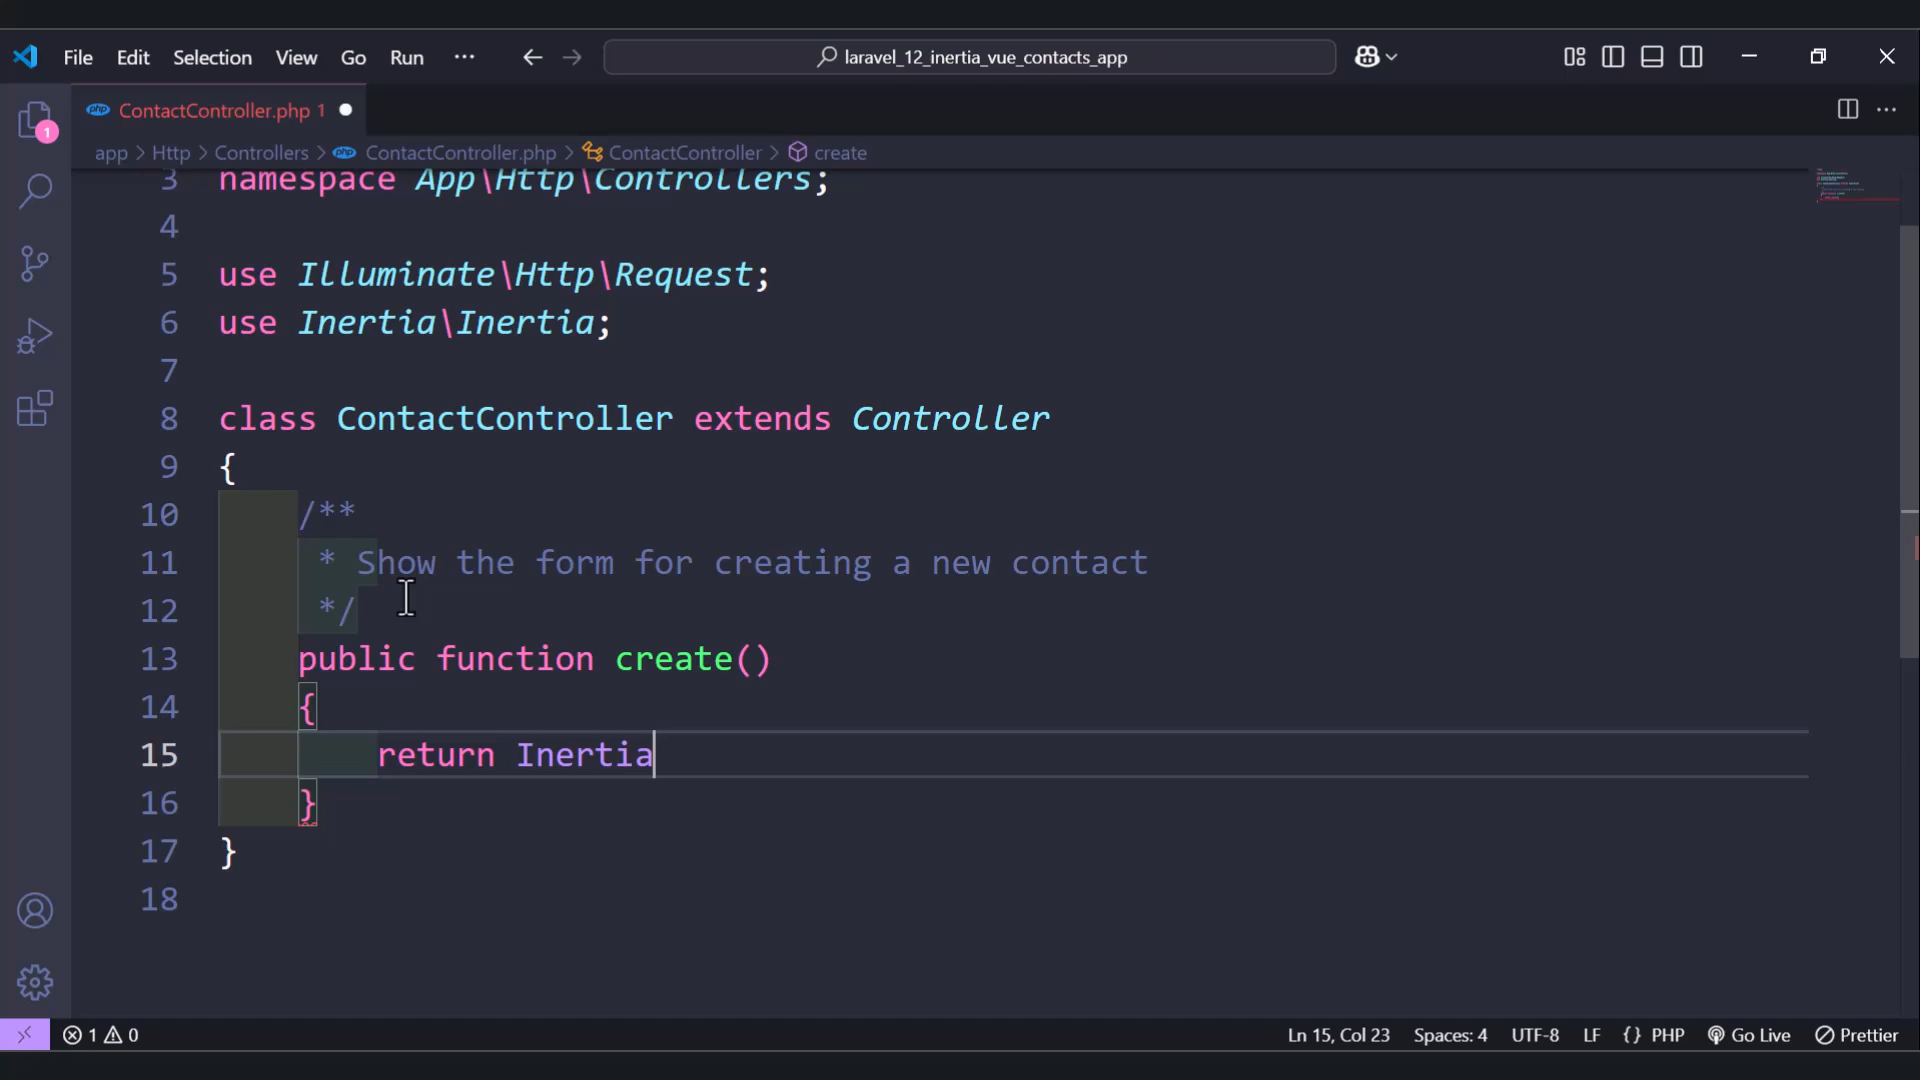 File Edit Selection View Go Run ··· laravel_12_inertia_vue_contacts_app
ContactController.php 1
app > Http > Controllers > ContactController.php > ContactController > create
3 namespace App\Http\Controllers;
4
5 use Illuminate\Http\Request;
6 use Inertia\Inertia;
7
8 class ContactController extends Controller
9 {
10 /**
11 * Show the form for creating a new contact
12 */
13 public function create()
14 {
15 return Inertia
16 }
17 }
18
1
1 0 Ln 15, Col 23 Spaces: 4 UTF-8 LF {} PHP Go Live Prettier